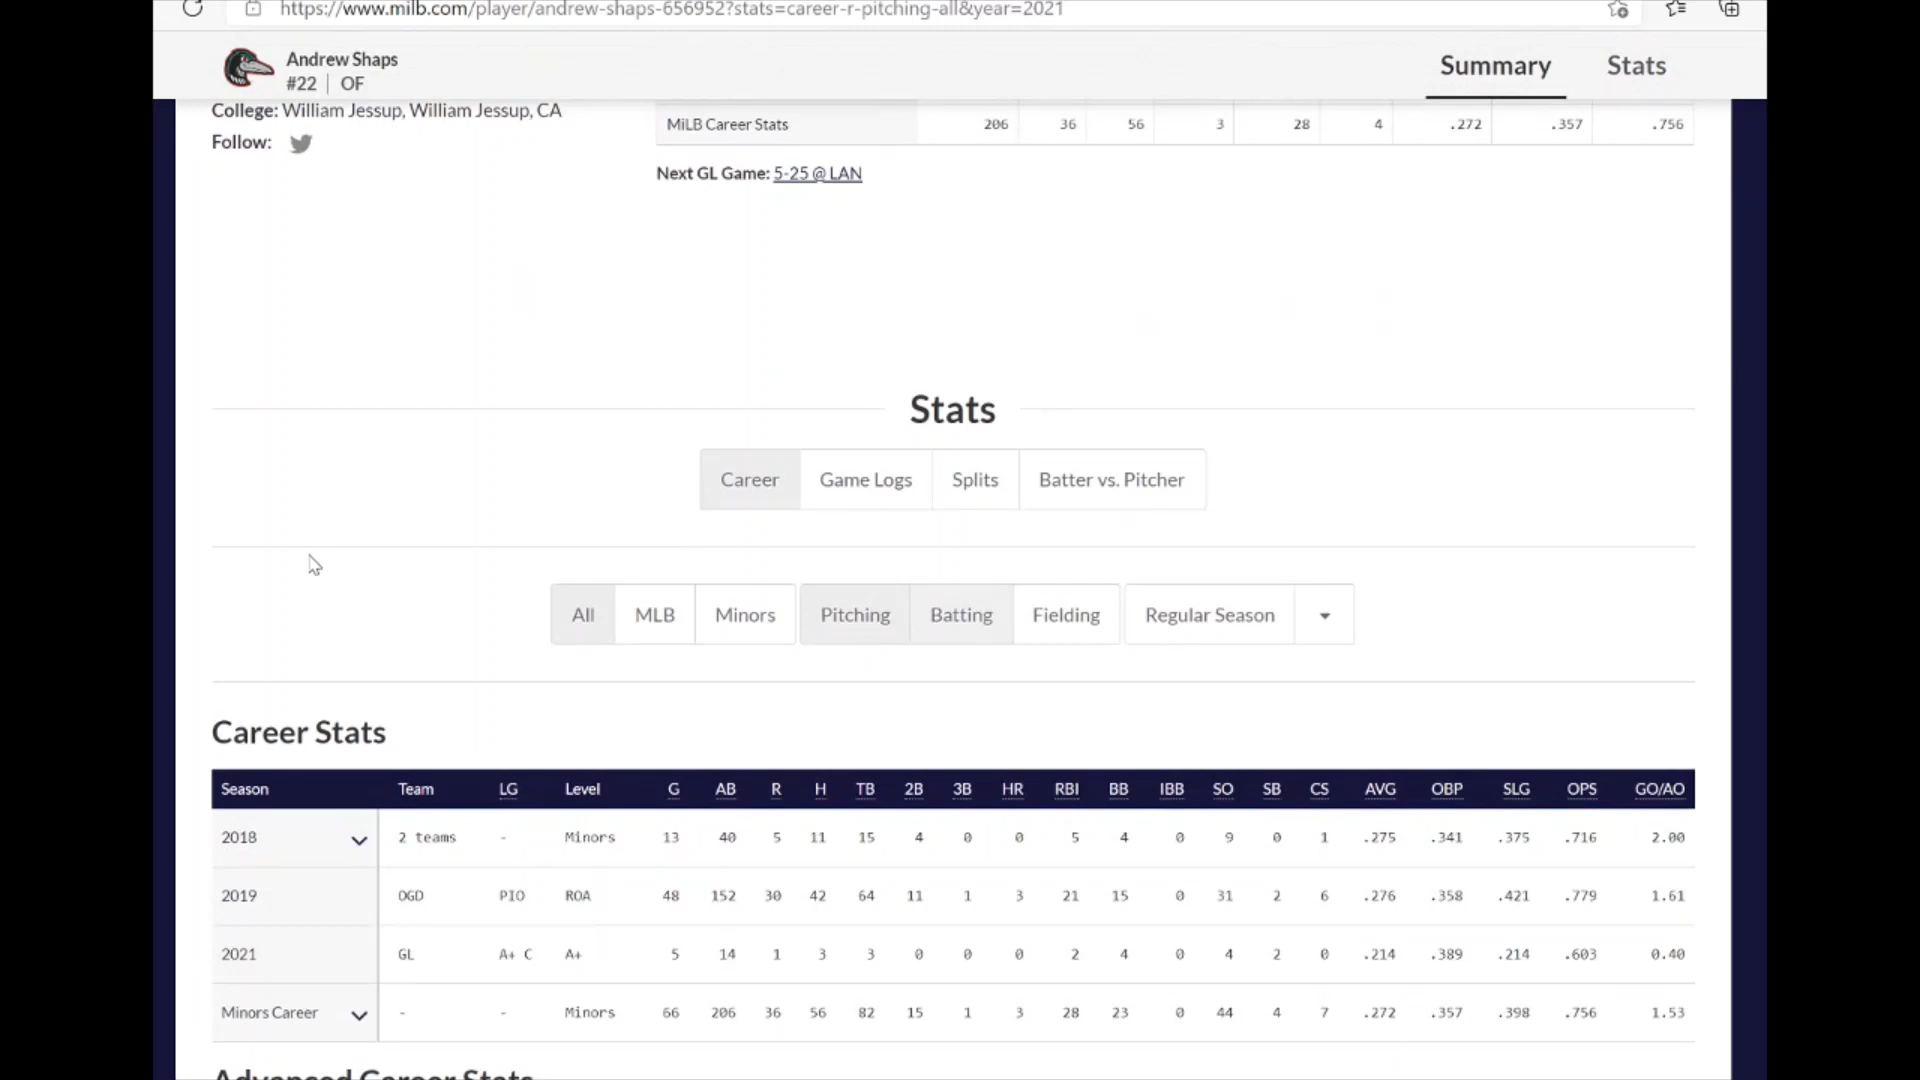 https://www.milb.com/player/andrew-shaps-656952?stats=career-r-pitching-all&year=2021
Andrew Shaps
#22 | OF
Summary Stats
College: William Jessup, William Jessup, CA
Follow:
MiLB Career Stats 206 36 56 3 28 4 .272 .357 .756
Next GL Game: 5-25 @ LAN
Stats
Career Game Logs Splits Batter vs. Pitcher
All MLB Minors Pitching Batting Fielding Regular Season
Career Stats
Season Team LG Level G AB R H TB 2B 3B HR RBI BB IBB SO SB CS AVG OBP SLG OPS GO/AO
2018 2 teams - Minors 13 40 5 11 15 4 0 0 5 4 0 9 0 1 .275 .341 .375 .716 2.00
2019 OGD PIO ROA 48 152 30 42 64 11 1 3 21 15 0 31 2 6 .276 .358 .421 .779 1.61
2021 GL A+ C A+ 5 14 1 3 3 0 0 0 2 4 0 4 2 0 .214 .389 .214 .603 0.40
Minors Career - - Minors 66 206 36 56 82 15 1 3 28 23 0 44 4 7 .272 .357 .398 .756 1.53
Advanced Career Stats